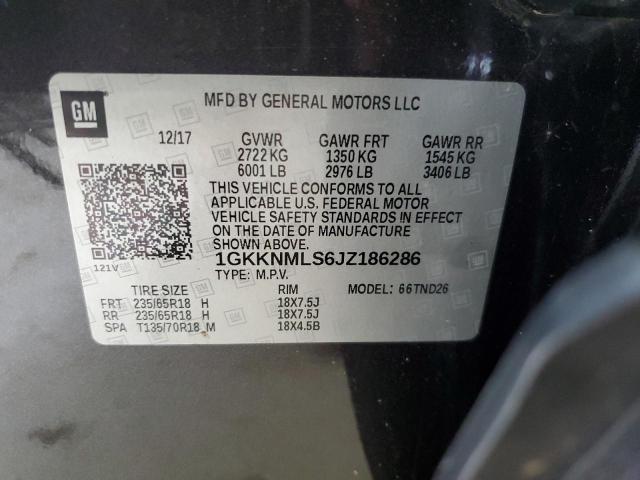 GM
MFD BY GENERAL MOTORS LLC
12/17 GVWR GAWR FRT GAWR RR
2722 KG 1350 KG 1545 KG
6001 LB 2976 LB 3406 LB
THIS VEHICLE CONFORMS TO ALL
APPLICABLE U.S. FEDERAL MOTOR
VEHICLE SAFETY STANDARDS IN EFFECT
ON THE DATE OF MANUFACTURE
SHOWN ABOVE.
1GKKNMLS6JZ186286
121V
TYPE: M.P.V.
TIRE SIZE RIM MODEL: 66TND26
FRT 235/65R18 H 18X7.5J
RR 235/65R18 H 18X7.5J
SPA T135/70R18 M 18X4.5B